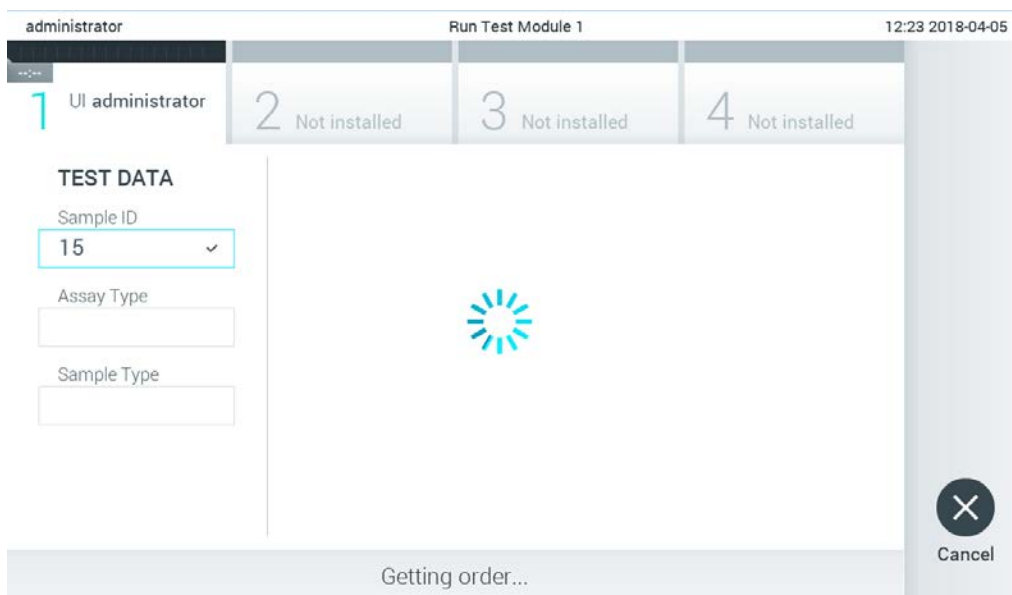 administrator Run Test Module 1 12:23 2018-04-05
--:--
1 UI administrator 2 Not installed 3 Not installed 4 Not installed
TEST DATA
Sample ID
15
Assay Type
Sample Type
Cancel
Getting order...